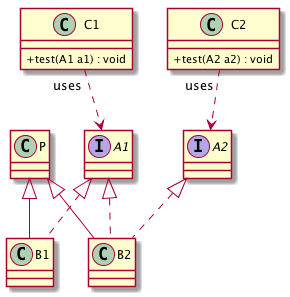 C C1
+test(A1 a1) : void
C C2
+test(A2 a2) : void
uses
uses
C P
I A1
I A2
C B1
C B2